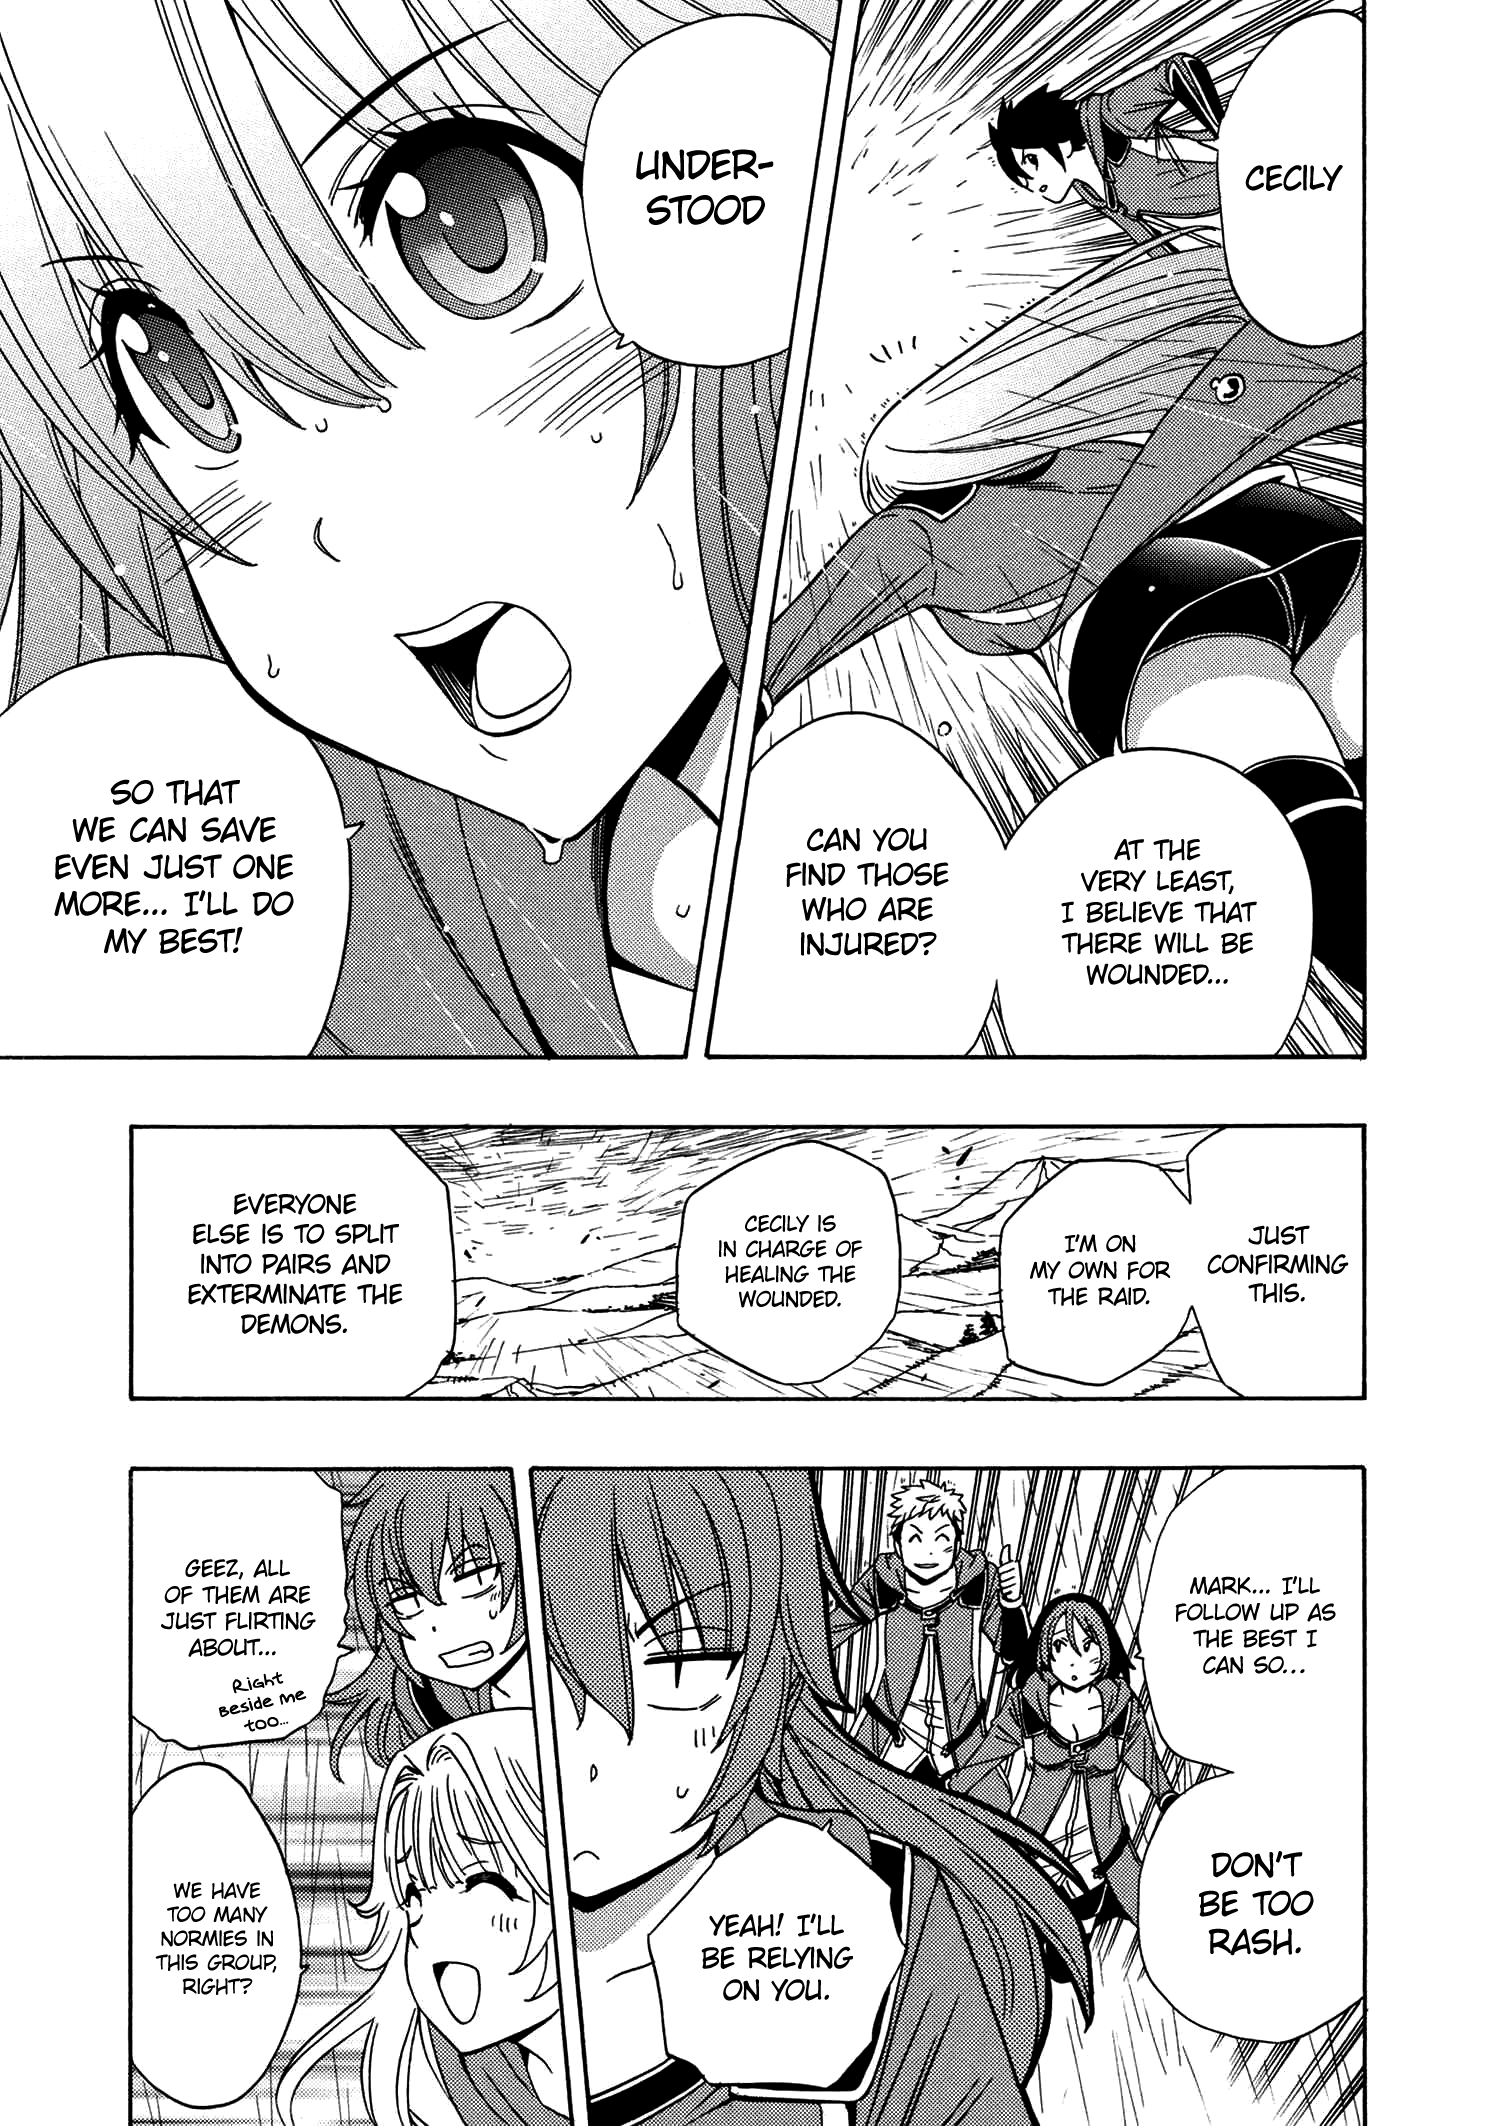 CECILY
AT THE
VERY LEAST,
I BELIEVE THAT
THERE WILL BE
WOUNDED...
CAN YOU
FIND THOSE
WHO ARE
INJURED?
UNDER-
STOOD
SO THAT
WE CAN SAVE
EVEN JUST ONE
MORE... I'LL DO
MY BEST!
JUST
CONFIRMING
THIS.
I'M ON
MY OWN FOR
THE RAID.
CECILY IS
IN CHARGE OF
HEALING THE
WOUNDED.
EVERYONE
ELSE IS TO SPLIT
INTO PAIRS AND
EXTERMINATE THE
DEMONS.
MARK... I'LL
FOLLOW UP AS
THE BEST I
CAN SO...
DON'T
BE TOO
RASH.
YEAH! I'LL
BE RELYING
ON YOU.
GEEZ, ALL
OF THEM ARE
JUST FLIRTING
ABOUT...
Right
Beside me
too...
WE HAVE
TOO MANY
NORMIES IN
THIS GROUP,
RIGHT?